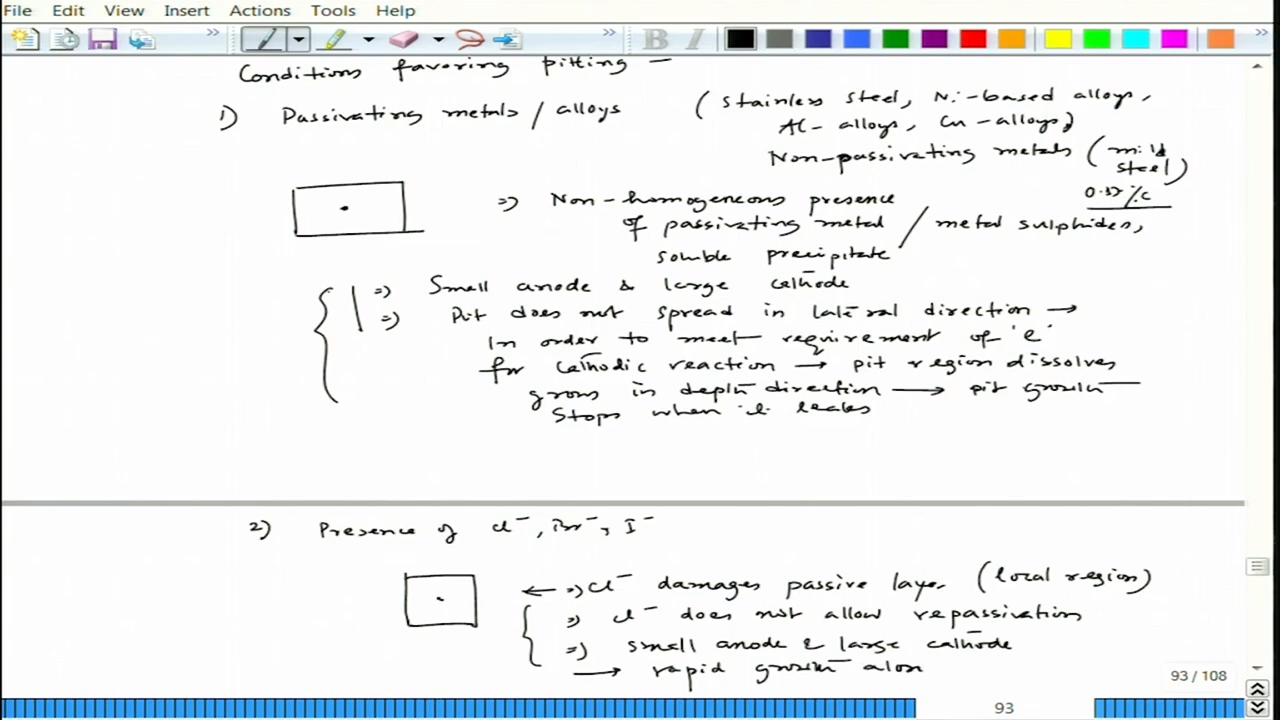 File Edit View Insert Actions Tools Help
Conditions favoring pitting —
1) Passivating metals / alloys (Stainless steel, Ni-based alloys,
Al- alloys, Cu-alloys)
Non-passivating metals (mild
steel)
0.32%C
=) Non-homogeneous presence
of passivating metal / metal sulphides,
soluble precipitate
=) Small anode & large cathode
=) Pit does not spread in lateral direction →
In order to meet requirement of 'e'
for cathodic reaction → pit region dissolves
grows in depth direction → pit growth
stops when it leaks
2) Presence of Cl⁻, Br⁻, I⁻
← =) Cl⁻ damages passive layer (local region)
=) Cl⁻ does not allow repassivation
=) small anode & large cathode
→ rapid growth alon
93 / 108
93